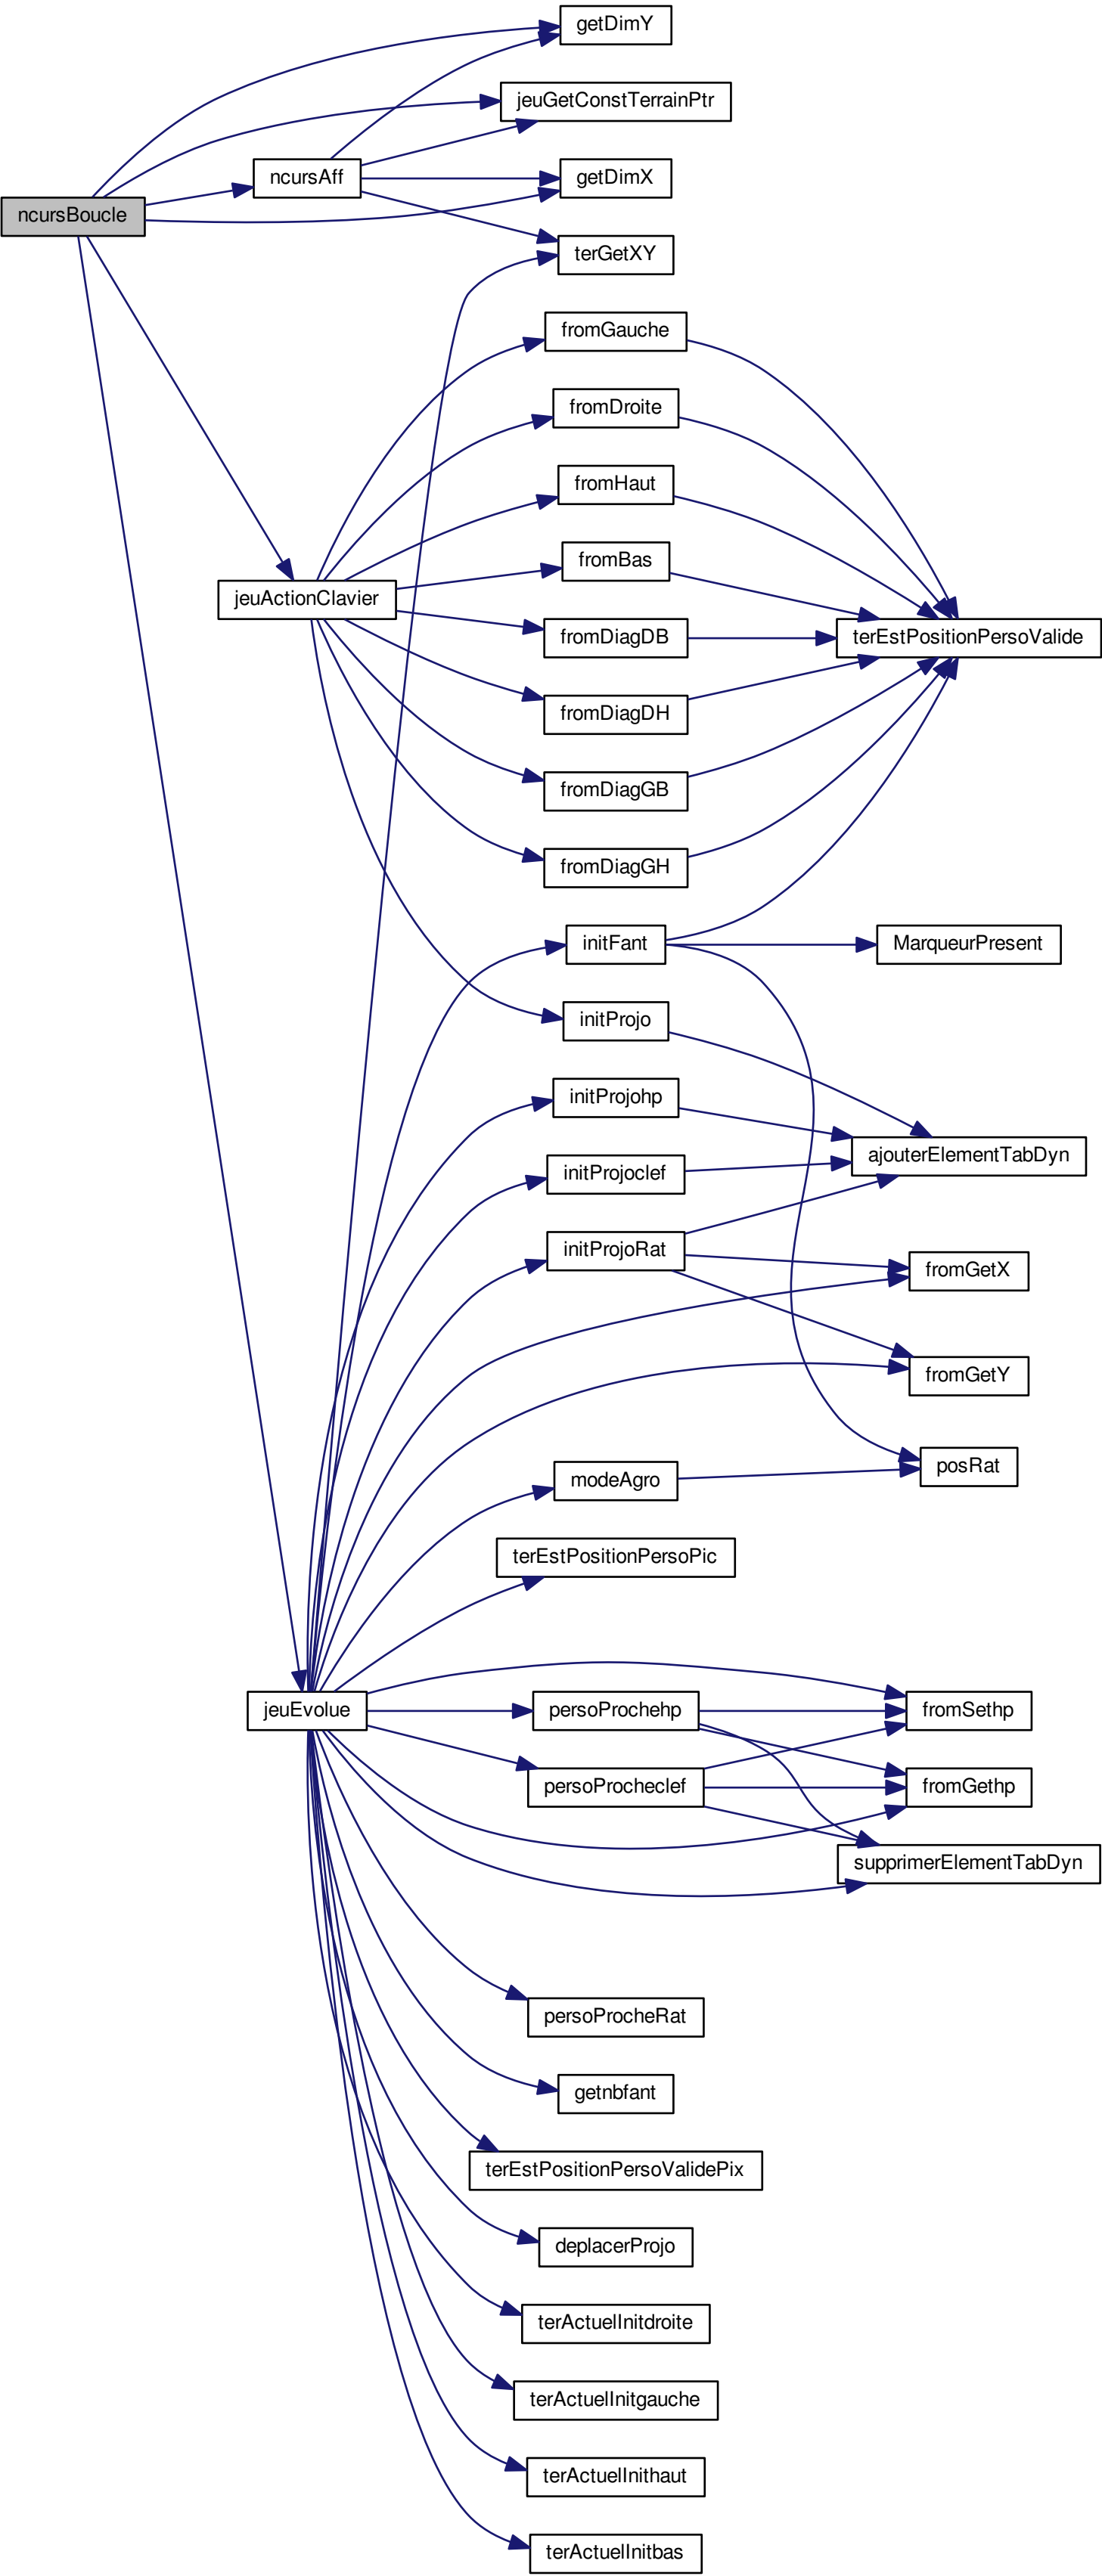 getDimY
jeuGetConstTerrainPtr
ncursAff
getDimX
ncursBoucle
terGetXY
fromGauche
fromDroite
fromHaut
fromBas
jeuActionClavier
fromDiagDB
terEstPositionPersoValide
fromDiagDH
fromDiagGB
fromDiagGH
initFant
MarqueurPresent
initProjo
initProjohp
ajouterElementTabDyn
initProjoclef
initProjoRat
fromGetX
fromGetY
posRat
modeAgro
terEstPositionPersoPic
jeuEvolue
persoProchehp
fromSethp
persoProcheclef
fromGethp
supprimerElementTabDyn
persoProcheRat
getnbfant
terEstPositionPersoValidePix
deplacerProjo
terActuelInitdroite
terActuelInitgauche
terActuelInithaut
terActuelInitbas